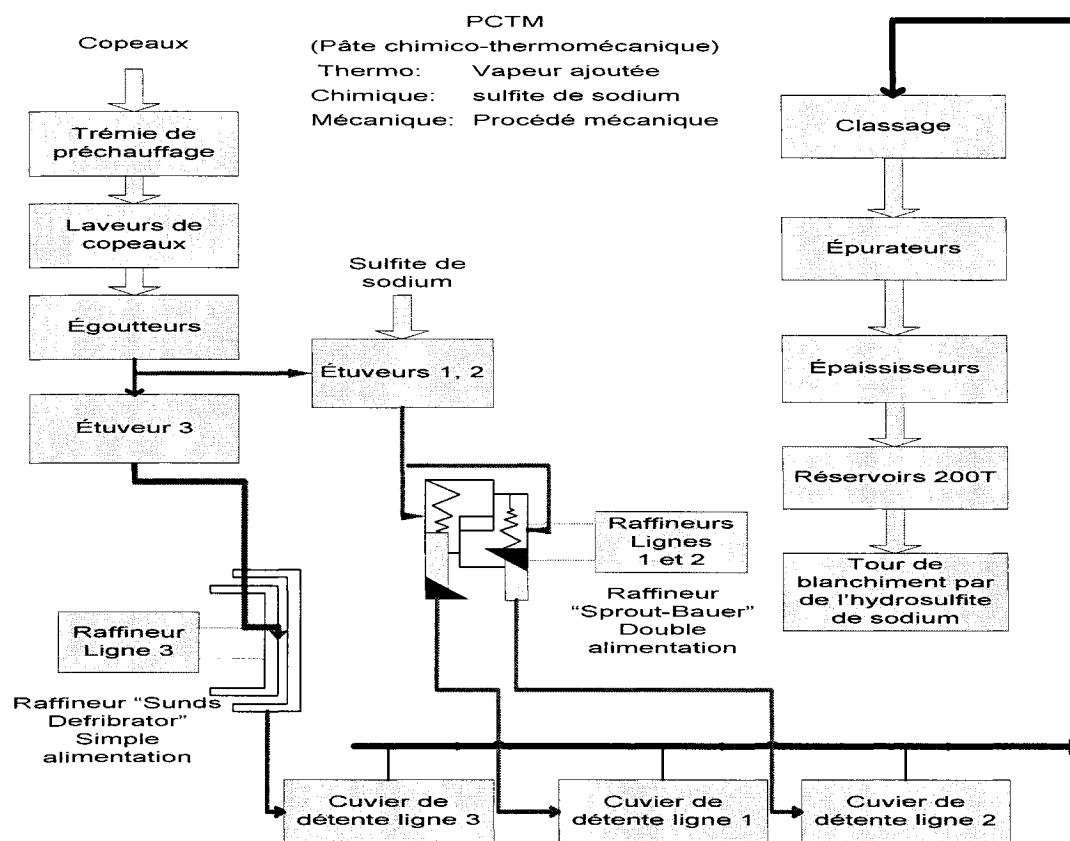 PCTM
(Pâte chimico-thermomécanique)
Thermo: Vapeur ajoutée
Chimique: sulfite de sodium
Mécanique: Procédé mécanique
Copeaux
Trémie de
préchauffage
Laveurs de
copeaux
Égoutteurs
Étuveur 3
Sulfite de
sodium
Étuveurs 1, 2
Raffineurs
Lignes
1 et 2
Raffineur
"Sprout-Bauer"
Double
alimentation
Raffineur
Ligne 3
Raffineur "Sunds
Defribrator"
Simple
alimentation
Cuvier de
détente ligne 3
Cuvier de
détente ligne 1
Cuvier de
détente ligne 2
Classage
Épurateurs
Épaississeurs
Réservoirs 200T
Tour de
blanchiment par
de l'hydrosulfite
de sodium